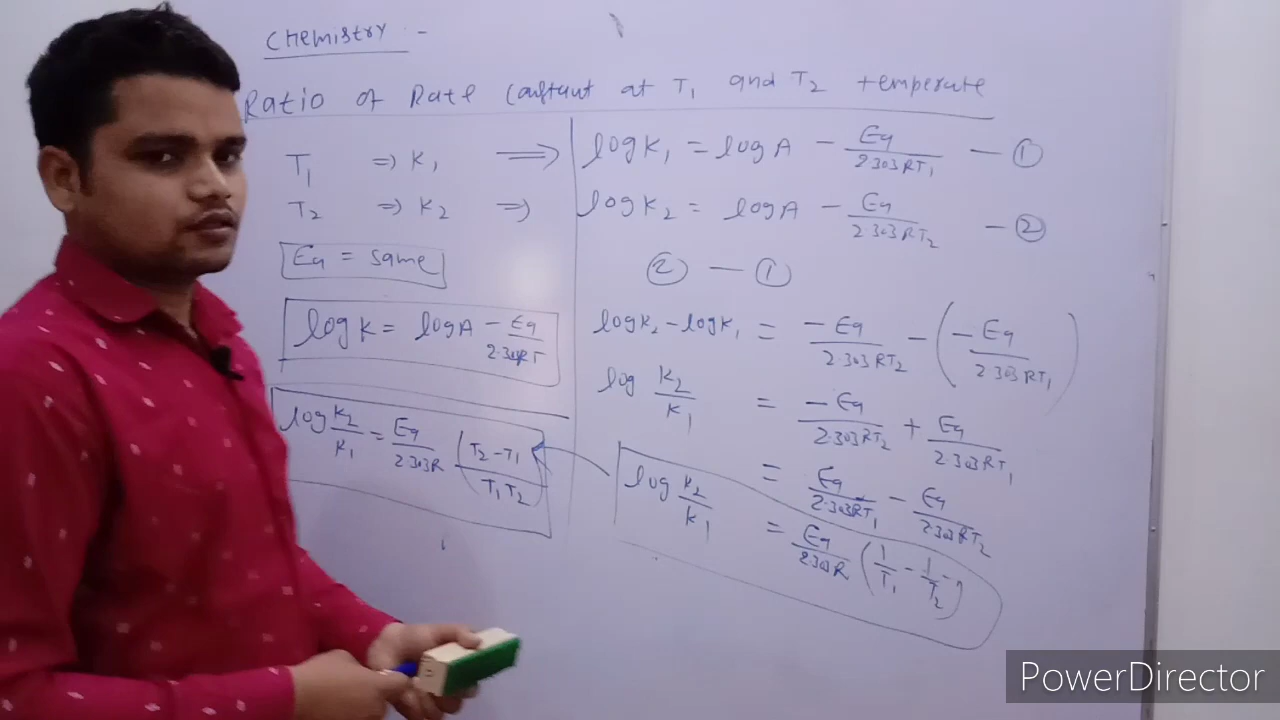 Chemistry :-
Ratio of Rate Constant at T₁ and T₂ temperate
T₁ ⇒ K₁ ⟹
T₂ ⇒ K₂ ⇒
Ea = same
log K = log A - Ea/2.303RT
log K₂/K₁ = Ea/2.303R (T₂-T₁/T₁T₂)
log K₁ = log A - Ea/2.303RT₁ — ①
log K₂ = log A - Ea/2.303RT₂ — ②
② — ①
log K₂ - log K₁ = -Ea/2.303RT₂ - (-Ea/2.303RT₁)
log K₂/K₁ = -Ea/2.303RT₂ + Ea/2.303RT₁
= Ea/2.303RT₁ - Ea/2.303RT₂
log K₂/K₁ = Ea/2.303R (1/T₁ - 1/T₂)
PowerDirector